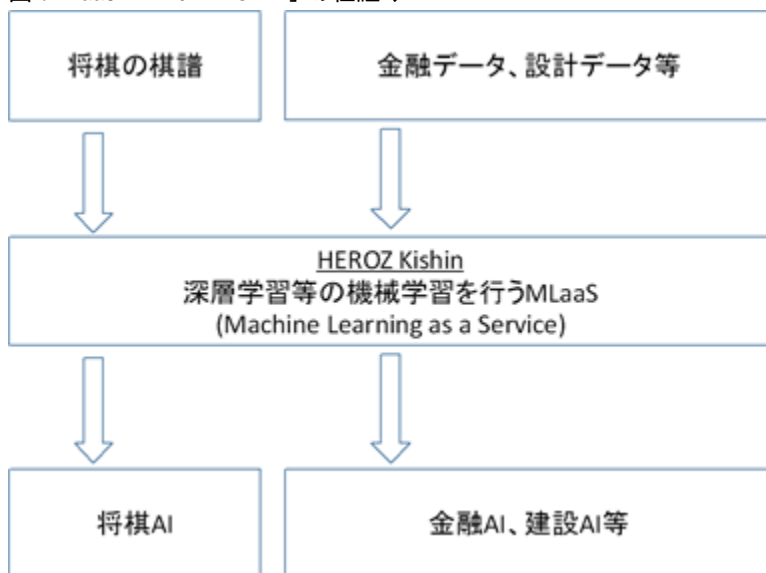 将棋の棋譜
金融データ、設計データ等
HEROZ Kishin
深層学習等の機械学習を行うMLaaS
(Machine Learning as a Service)
将棋AI
金融AI、建設AI等